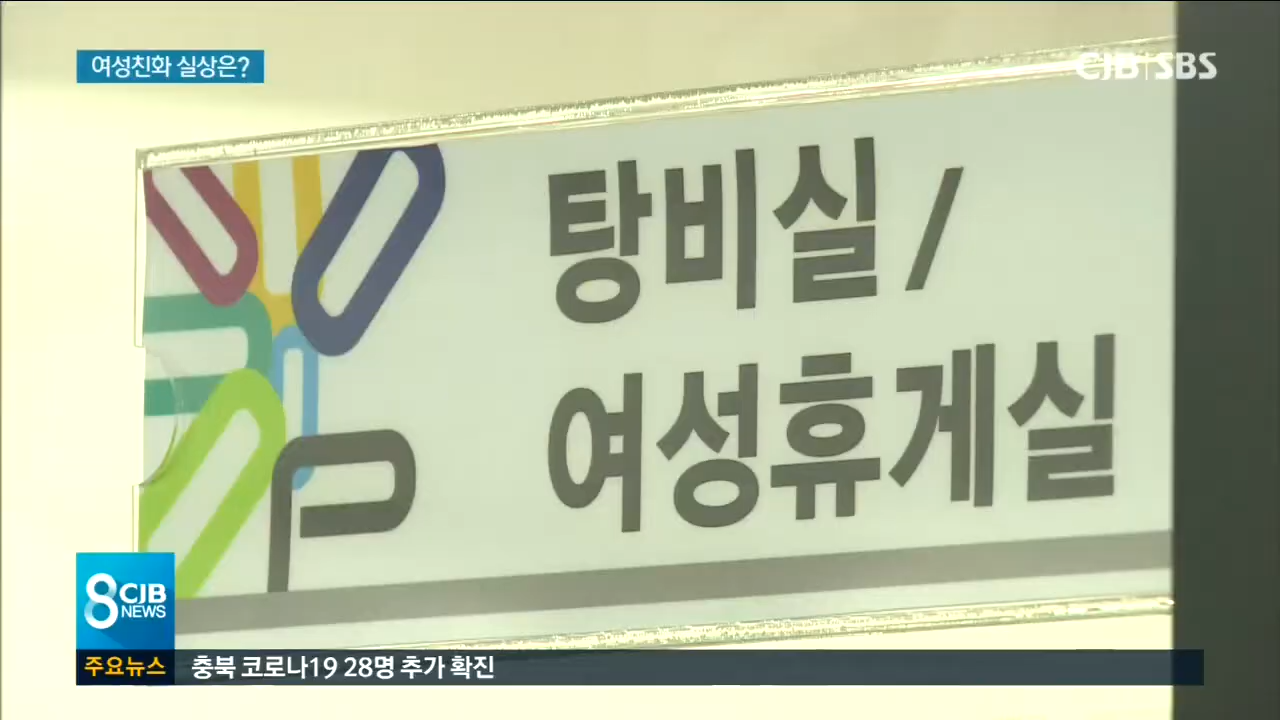 여성친화 실상은?
CJB SBS
탕비실/
여성휴게실
8 CJB
NEWS
주요뉴스 충북 코로나19 28명 추가 확진